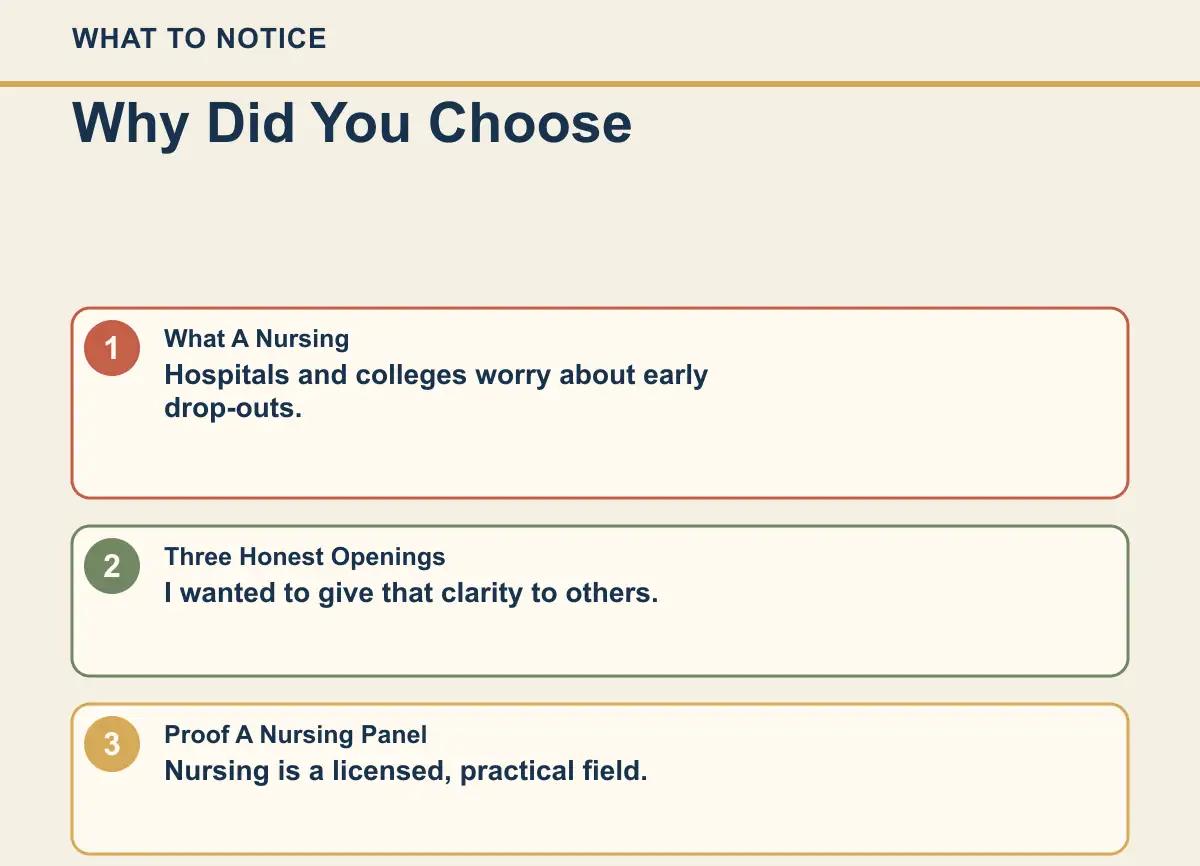 WHAT TO NOTICE
Why Did You Choose
1
What A Nursing
Hospitals and colleges worry about early
drop-outs.
2
Three Honest Openings
I wanted to give that clarity to others.
3
Proof A Nursing Panel
Nursing is a licensed, practical field.